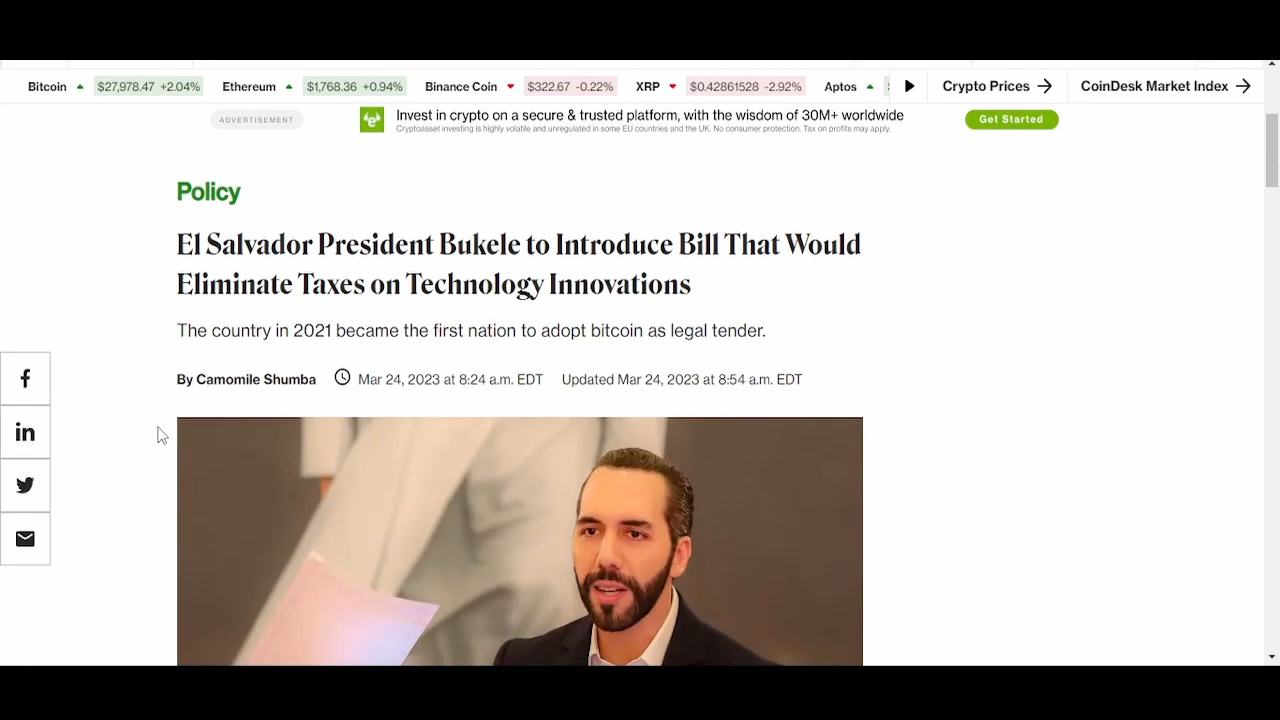 Bitcoin $27,978.47 +2.04% Ethereum $1,768.36 +0.94% Binance Coin $322.67 -0.22% XRP $0.42861528 -2.92% Aptos Crypto Prices → CoinDesk Market Index →
ADVERTISEMENT
Invest in crypto on a secure & trusted platform, with the wisdom of 30M+ worldwide
Cryptoasset investing is highly volatile and unregulated in some EU countries and the UK. No consumer protection. Tax on profits may apply.
Get Started
Policy
El Salvador President Bukele to Introduce Bill That Would
Eliminate Taxes on Technology Innovations
The country in 2021 became the first nation to adopt bitcoin as legal tender.
By Camomile Shumba Mar 24, 2023 at 8:24 a.m. EDT Updated Mar 24, 2023 at 8:54 a.m. EDT